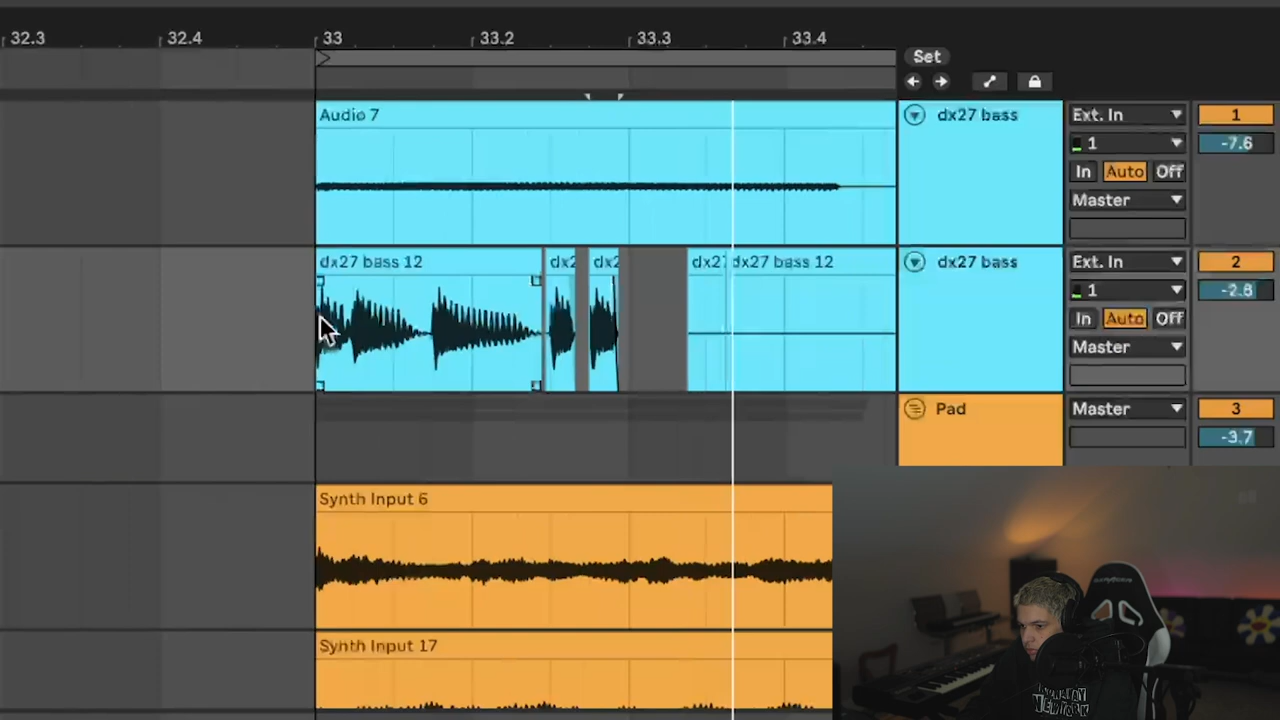 32.3 32.4 33 33.2 33.3 33.4
Set
Audio 7
dx27 bass
Ext. In
1
1
-7.6
In Auto Off
Master
dx27 bass 12
dx2
dx2
dx27
dx27 bass 12
dx27 bass
Ext. In
2
1
-2.8
In Auto Off
Master
Pad
Master
3
-3.7
Synth Input 6
Synth Input 17
NEW YORK